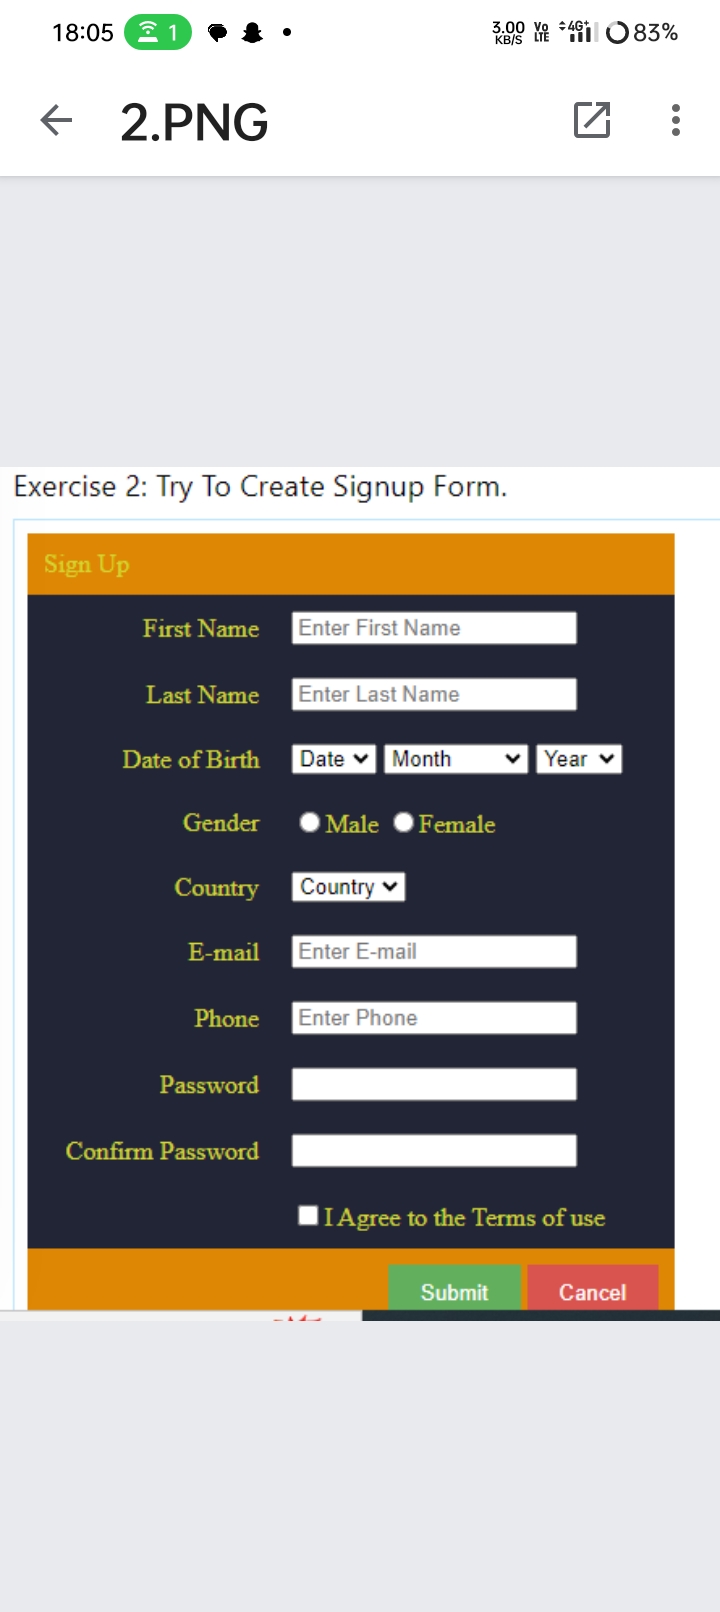 18:05 1 3.00 KB/S Vo LTE 4G+ 83%
2.PNG
Exercise 2: Try To Create Signup Form.
Sign Up
First Name Enter First Name
Last Name Enter Last Name
Date of Birth Date Month Year
Gender Male Female
Country Country
E-mail Enter E-mail
Phone Enter Phone
Password
Confirm Password
I Agree to the Terms of use
Submit Cancel